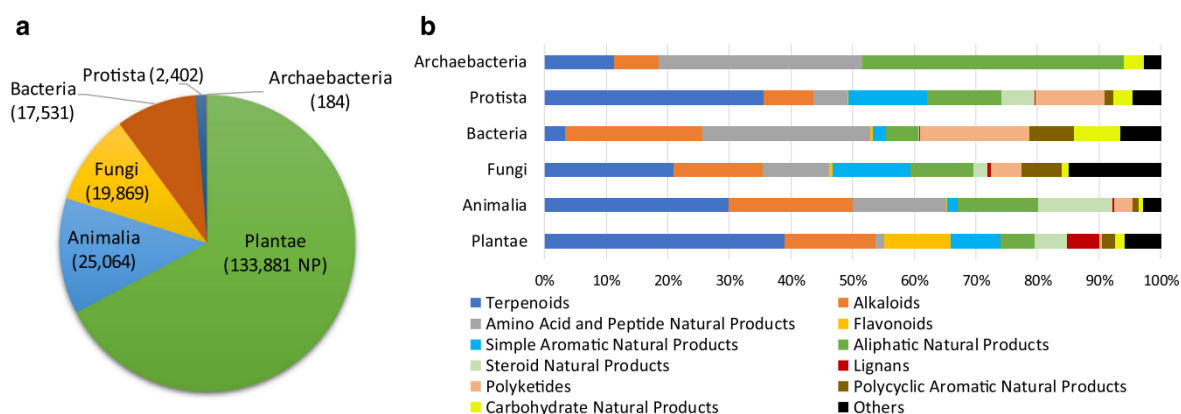 a
Protista (2,402)
Archaebacteria
(184)
Bacteria
(17,531)
Fungi
(19,869)
Animalia
(25,064)
Plantae
(133,881 NP)
b
Archaebacteria
Protista
Bacteria
Fungi
Animalia
Plantae
0% 10% 20% 30% 40% 50% 60% 70% 80% 90% 100%
Terpenoids
Alkaloids
Amino Acid and Peptide Natural Products
Flavonoids
Simple Aromatic Natural Products
Aliphatic Natural Products
Steroid Natural Products
Lignans
Polyketides
Polycyclic Aromatic Natural Products
Carbohydrate Natural Products
Others